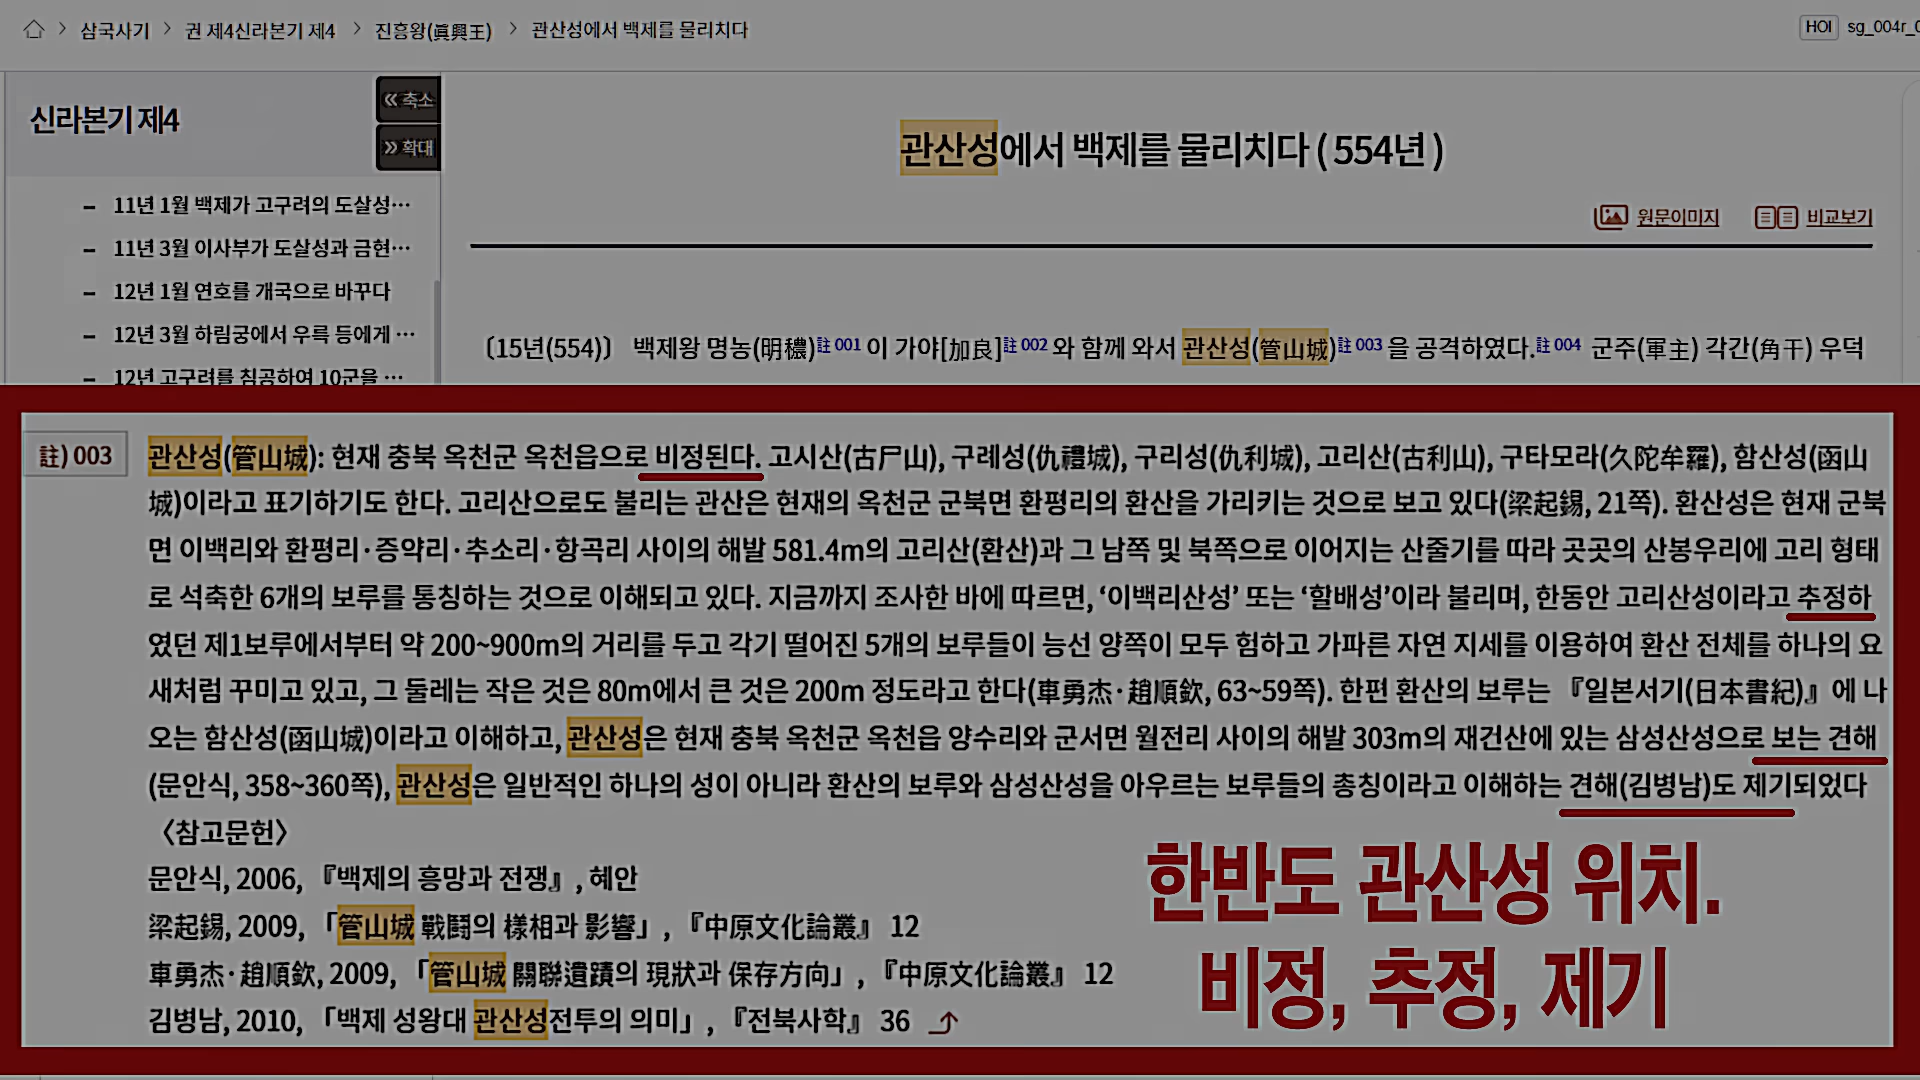 삼국사기 > 권 제4신라본기 제4 > 진흥왕(眞興王) > 관산성에서 백제를 물리치다
HOI sg_004r_0
신라본기 제4
« 축소
» 확대
- 11년 1월 백제가 고구려의 도살성…
- 11년 3월 이사부가 도살성과 금현…
- 12년 1월 연호를 개국으로 바꾸다
- 12년 3월 하림궁에서 우륵 등에게 …
- 12년 고구려를 침공하여 10군을 …
관산성에서 백제를 물리치다 ( 554년 )
원문이미지 비교보기
〔15년(554)〕 백제왕 명농(明穠)註 001 이 가야[加良]註 002 와 함께 와서 관산성(管山城)註 003 을 공격하였다.註 004 군주(軍主) 각간(角干) 우덕
註) 003
관산성(管山城): 현재 충북 옥천군 옥천읍으로 비정된다. 고시산(古尸山), 구례성(仇禮城), 구리성(仇利城), 고리산(古利山), 구타모라(久陀牟羅), 함산성(函山
城)이라고 표기하기도 한다. 고리산으로도 불리는 관산은 현재의 옥천군 군북면 환평리의 환산을 가리키는 것으로 보고 있다(梁起錫, 21쪽). 환산성은 현재 군북
면 이백리와 환평리·증약리·추소리·항곡리 사이의 해발 581.4m의 고리산(환산)과 그 남쪽 및 북쪽으로 이어지는 산줄기를 따라 곳곳의 산봉우리에 고리 형태
로 석축한 6개의 보루를 통칭하는 것으로 이해되고 있다. 지금까지 조사한 바에 따르면, ‘이백리산성’ 또는 ‘할배성’이라 불리며, 한동안 고리산성이라고 추정하
였던 제1보루에서부터 약 200~900m의 거리를 두고 각기 떨어진 5개의 보루들이 능선 양쪽이 모두 험하고 가파른 자연 지세를 이용하여 환산 전체를 하나의 요
새처럼 꾸미고 있고, 그 둘레는 작은 것은 80m에서 큰 것은 200m 정도라고 한다(車勇杰·趙順欽, 63~59쪽). 한편 환산의 보루는 『일본서기(日本書紀)』에 나
오는 함산성(函山城)이라고 이해하고, 관산성은 현재 충북 옥천군 옥천읍 양수리와 군서면 월전리 사이의 해발 303m의 재건산에 있는 삼성산성으로 보는 견해
(문안식, 358~360쪽), 관산성은 일반적인 하나의 성이 아니라 환산의 보루와 삼성산성을 아우르는 보루들의 총칭이라고 이해하는 견해(김병남)도 제기되었다
〈참고문헌〉
문안식, 2006, 『백제의 흥망과 전쟁』, 혜안
梁起錫, 2009, 「管山城 戰鬪의 樣相과 影響」, 『中原文化論叢』 12
車勇杰·趙順欽, 2009, 「管山城 關聯遺蹟의 現狀과 保存方向」, 『中原文化論叢』 12
김병남, 2010, 「백제 성왕대 관산성전투의 의미」, 『전북사학』 36
한반도 관산성 위치.
비정, 추정, 제기